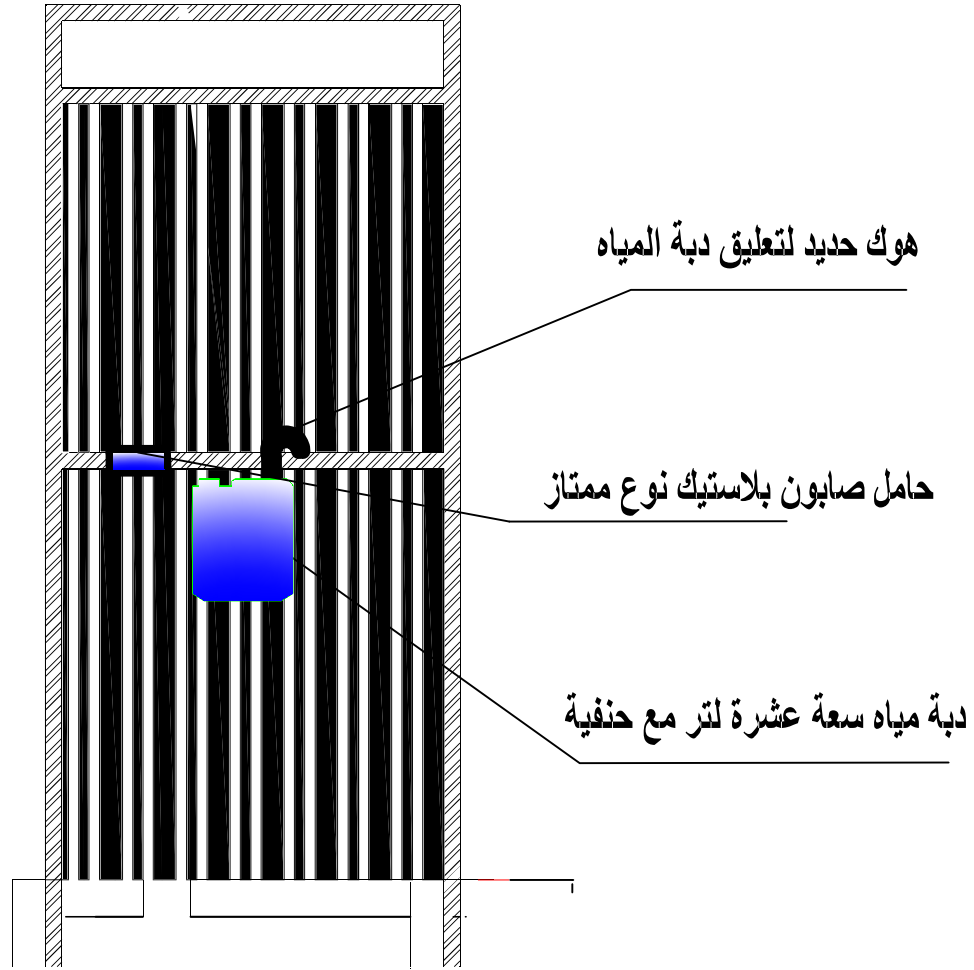 هوك حديد لتعليق دبة المياه
حامل صابون بلاستيك نوع ممتاز
دبة مياه سعة عشرة لتر مع حنفية